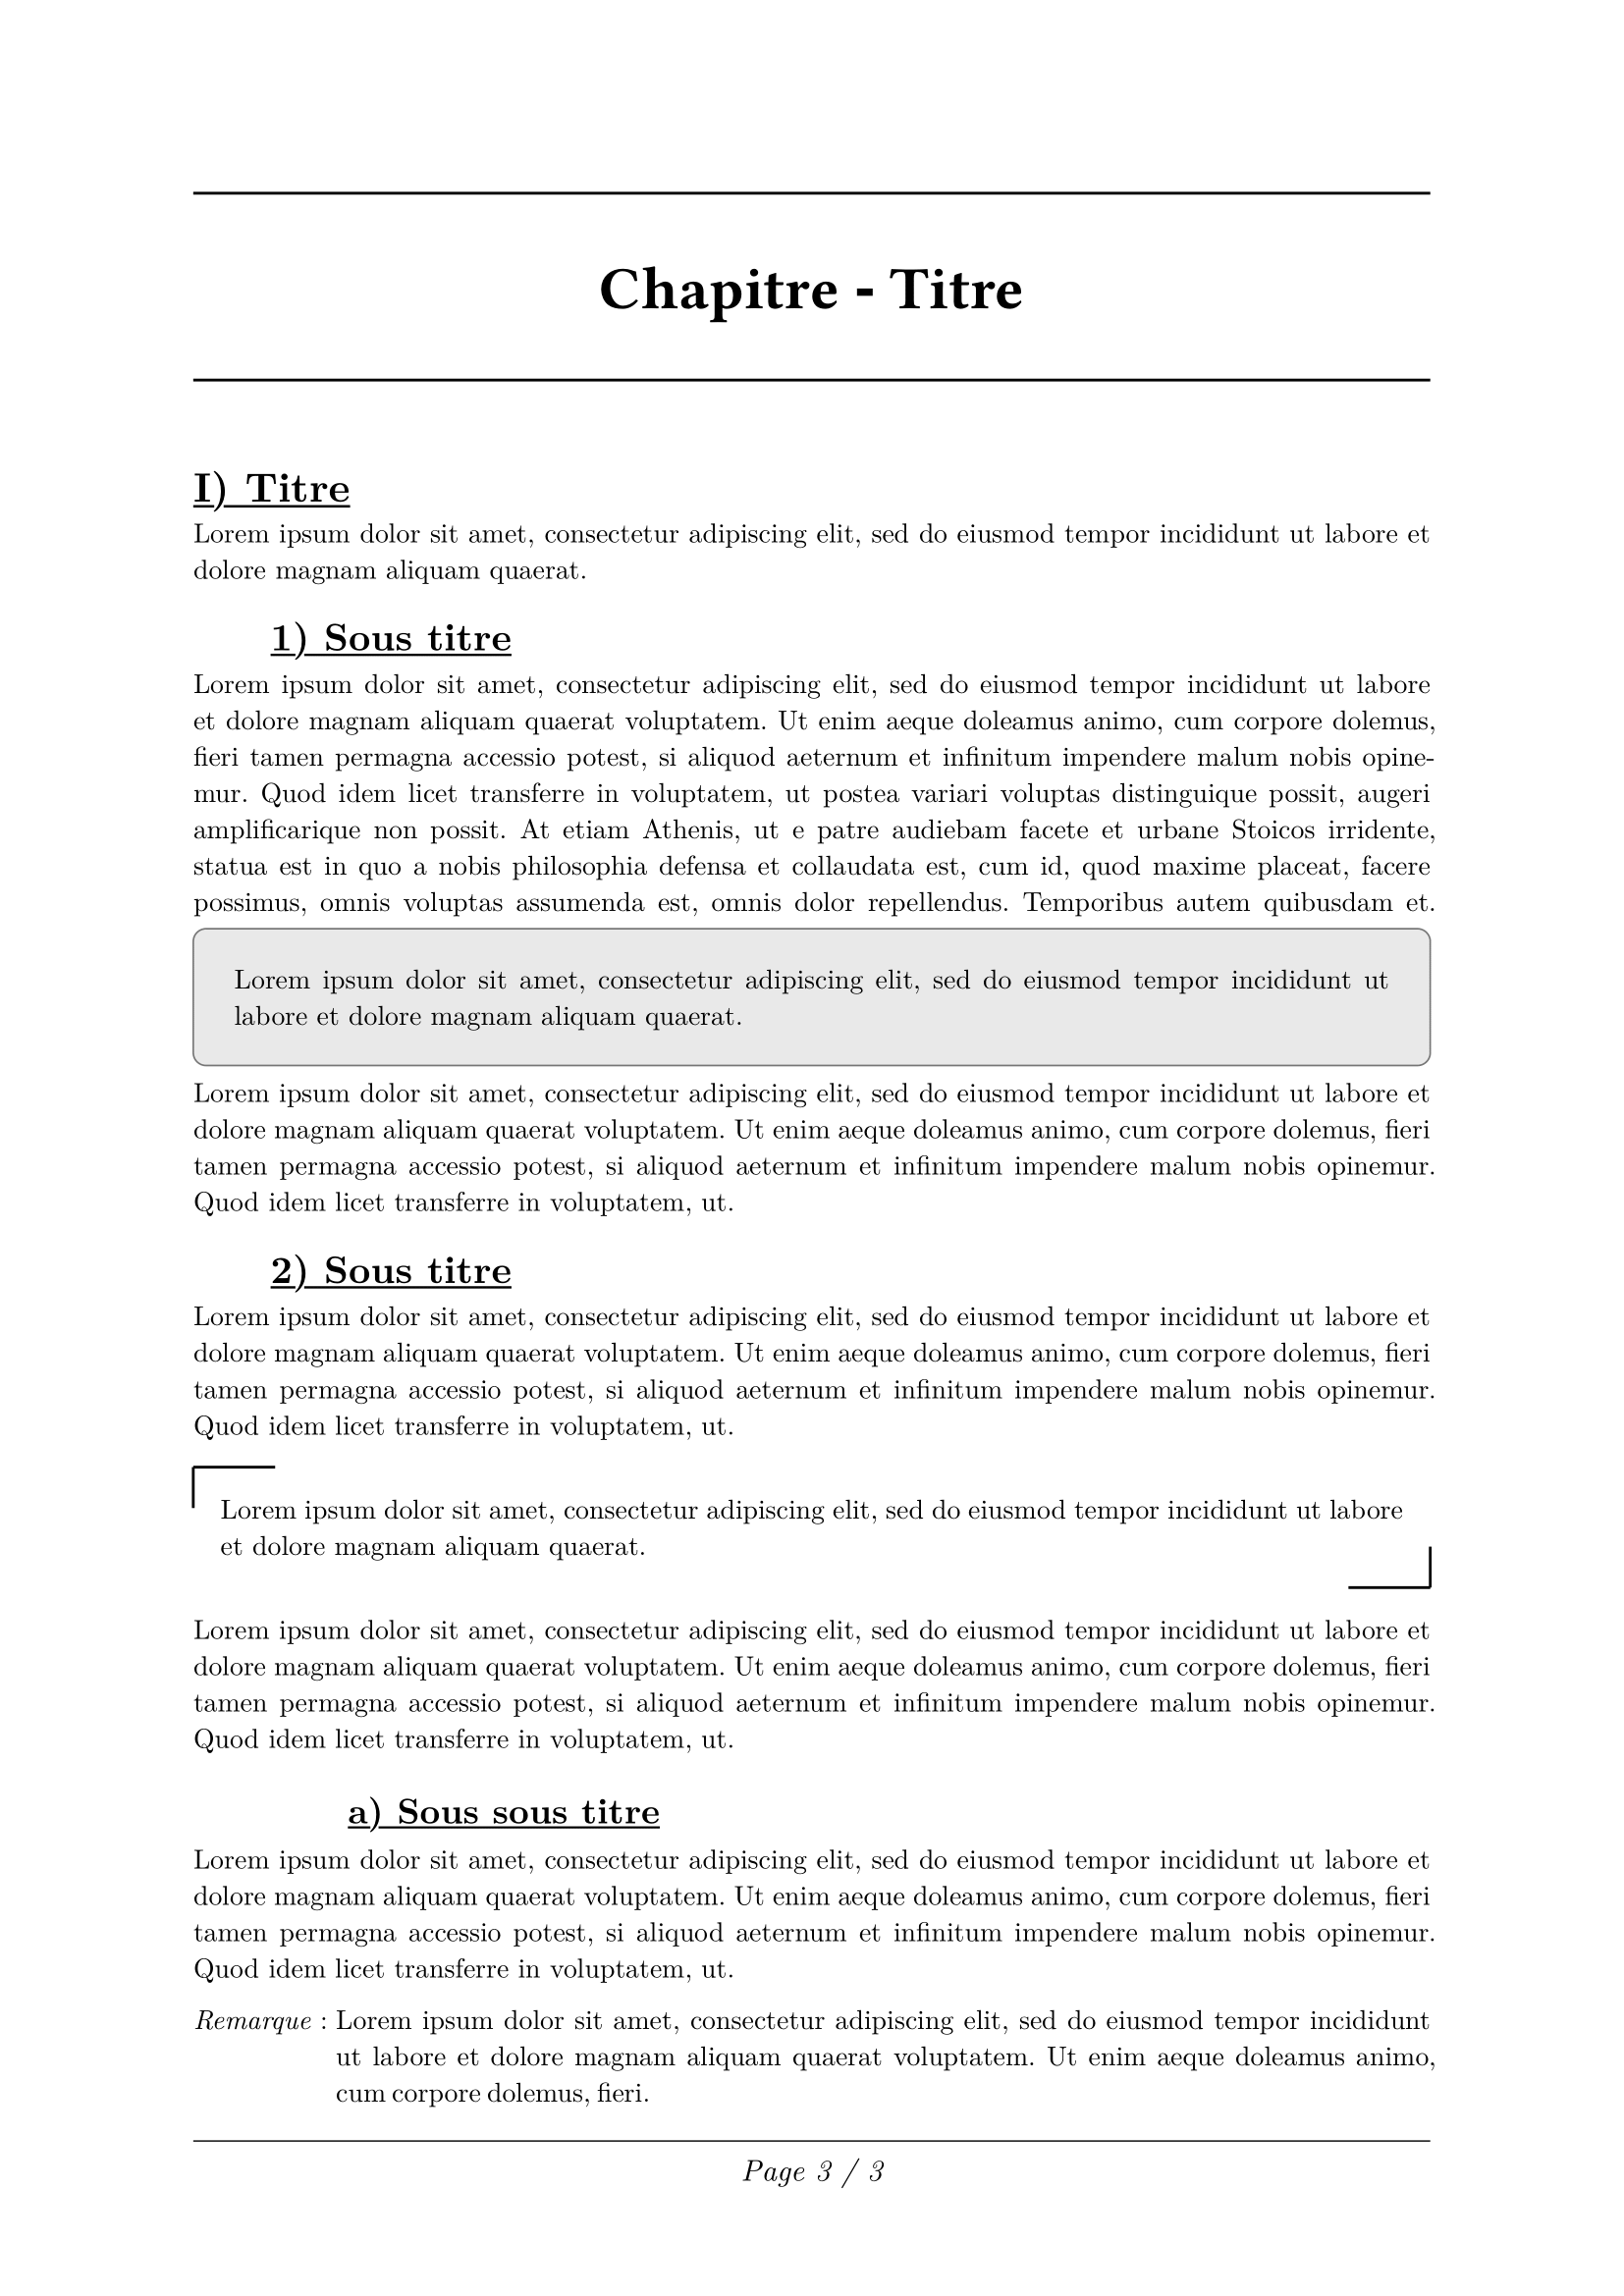 Chapitre - Titre
I) Titre
Lorem ipsum dolor sit amet, consectetur adipiscing elit, sed do eiusmod tempor incididunt ut labore et
dolore magnam aliquam quaerat.
1) Sous titre
Lorem ipsum dolor sit amet, consectetur adipiscing elit, sed do eiusmod tempor incididunt ut labore
et dolore magnam aliquam quaerat voluptatem. Ut enim aeque doleamus animo, cum corpore dolemus,
fieri tamen permagna accessio potest, si aliquod aeternum et infinitum impendere malum nobis opine-
mur. Quod idem licet transferre in voluptatem, ut postea variari voluptas distinguique possit, augeri
amplificarique non possit. At etiam Athenis, ut e patre audiebam facete et urbane Stoicos irridente,
statua est in quo a nobis philosophia defensa et collaudata est, cum id, quod maxime placeat, facere
possimus, omnis voluptas assumenda est, omnis dolor repellendus. Temporibus autem quibusdam et.
Lorem ipsum dolor sit amet, consectetur adipiscing elit, sed do eiusmod tempor incididunt ut
labore et dolore magnam aliquam quaerat.
Lorem ipsum dolor sit amet, consectetur adipiscing elit, sed do eiusmod tempor incididunt ut labore et
dolore magnam aliquam quaerat voluptatem. Ut enim aeque doleamus animo, cum corpore dolemus, fieri
tamen permagna accessio potest, si aliquod aeternum et infinitum impendere malum nobis opinemur.
Quod idem licet transferre in voluptatem, ut.
2) Sous titre
Lorem ipsum dolor sit amet, consectetur adipiscing elit, sed do eiusmod tempor incididunt ut labore et
dolore magnam aliquam quaerat voluptatem. Ut enim aeque doleamus animo, cum corpore dolemus, fieri
tamen permagna accessio potest, si aliquod aeternum et infinitum impendere malum nobis opinemur.
Quod idem licet transferre in voluptatem, ut.
Lorem ipsum dolor sit amet, consectetur adipiscing elit, sed do eiusmod tempor incididunt ut labore
et dolore magnam aliquam quaerat.
Lorem ipsum dolor sit amet, consectetur adipiscing elit, sed do eiusmod tempor incididunt ut labore et
dolore magnam aliquam quaerat voluptatem. Ut enim aeque doleamus animo, cum corpore dolemus, fieri
tamen permagna accessio potest, si aliquod aeternum et infinitum impendere malum nobis opinemur.
Quod idem licet transferre in voluptatem, ut.
a) Sous sous titre
Lorem ipsum dolor sit amet, consectetur adipiscing elit, sed do eiusmod tempor incididunt ut labore et
dolore magnam aliquam quaerat voluptatem. Ut enim aeque doleamus animo, cum corpore dolemus, fieri
tamen permagna accessio potest, si aliquod aeternum et infinitum impendere malum nobis opinemur.
Quod idem licet transferre in voluptatem, ut.
Remarque : Lorem ipsum dolor sit amet, consectetur adipiscing elit, sed do eiusmod tempor incididunt
ut labore et dolore magnam aliquam quaerat voluptatem. Ut enim aeque doleamus animo,
cum corpore dolemus, fieri.
Page 3 / 3